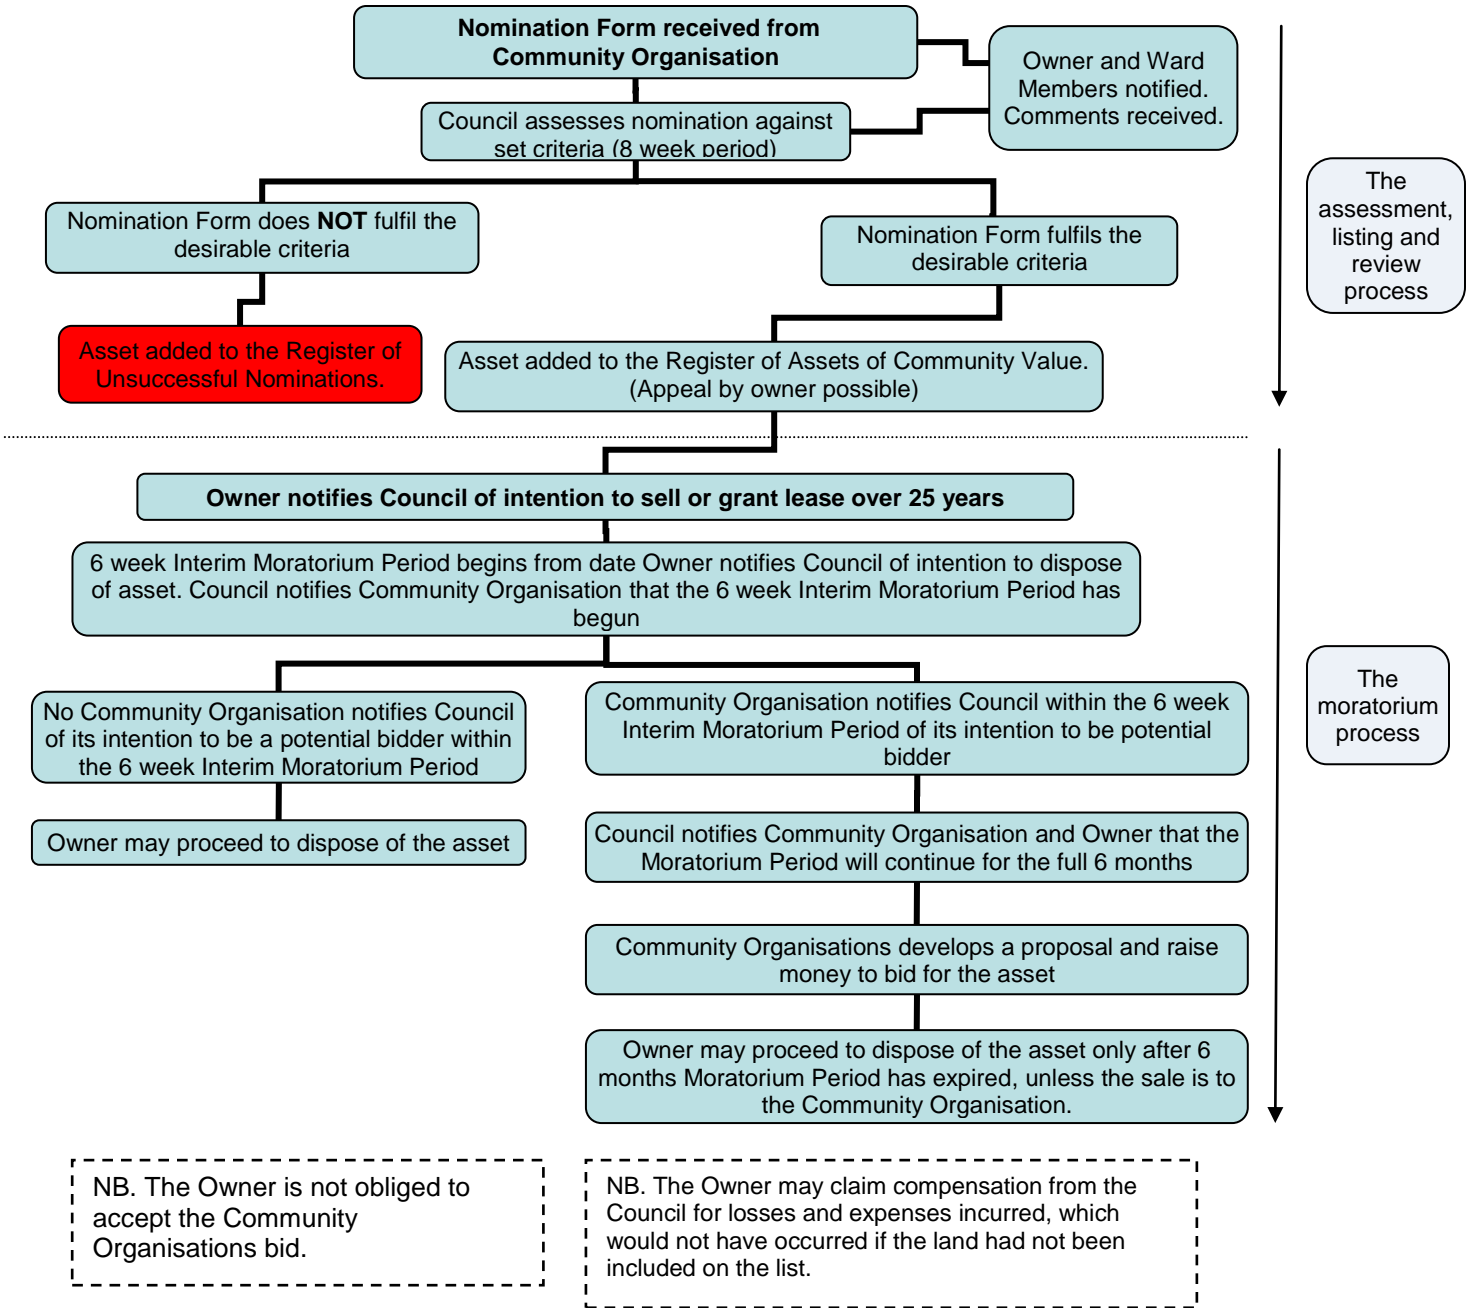 Nomination Form received from
Community Organisation
Owner and Ward
Members notified.
Comments received.
Council assesses nomination against
set criteria (8 week period)
The
assessment,
listing and
review
process
Nomination Form does NOT fulfil the
desirable criteria
Nomination Form fulfils the
desirable criteria
Asset added to the Register of
Unsuccessful Nominations.
Asset added to the Register of Assets of Community Value.
(Appeal by owner possible)
Owner notifies Council of intention to sell or grant lease over 25 years
6 week Interim Moratorium Period begins from date Owner notifies Council of intention to dispose
of asset. Council notifies Community Organisation that the 6 week Interim Moratorium Period has
begun
The
moratorium
process
No Community Organisation notifies Council
of its intention to be a potential bidder within
the 6 week Interim Moratorium Period
Community Organisation notifies Council within the 6 week
Interim Moratorium Period of its intention to be potential
bidder
Owner may proceed to dispose of the asset
Council notifies Community Organisation and Owner that the
Moratorium Period will continue for the full 6 months
Community Organisations develops a proposal and raise
money to bid for the asset
Owner may proceed to dispose of the asset only after 6
months Moratorium Period has expired, unless the sale is to
the Community Organisation.
NB. The Owner is not obliged to
accept the Community
Organisations bid.
NB. The Owner may claim compensation from the
Council for losses and expenses incurred, which
would not have occurred if the land had not been
included on the list.